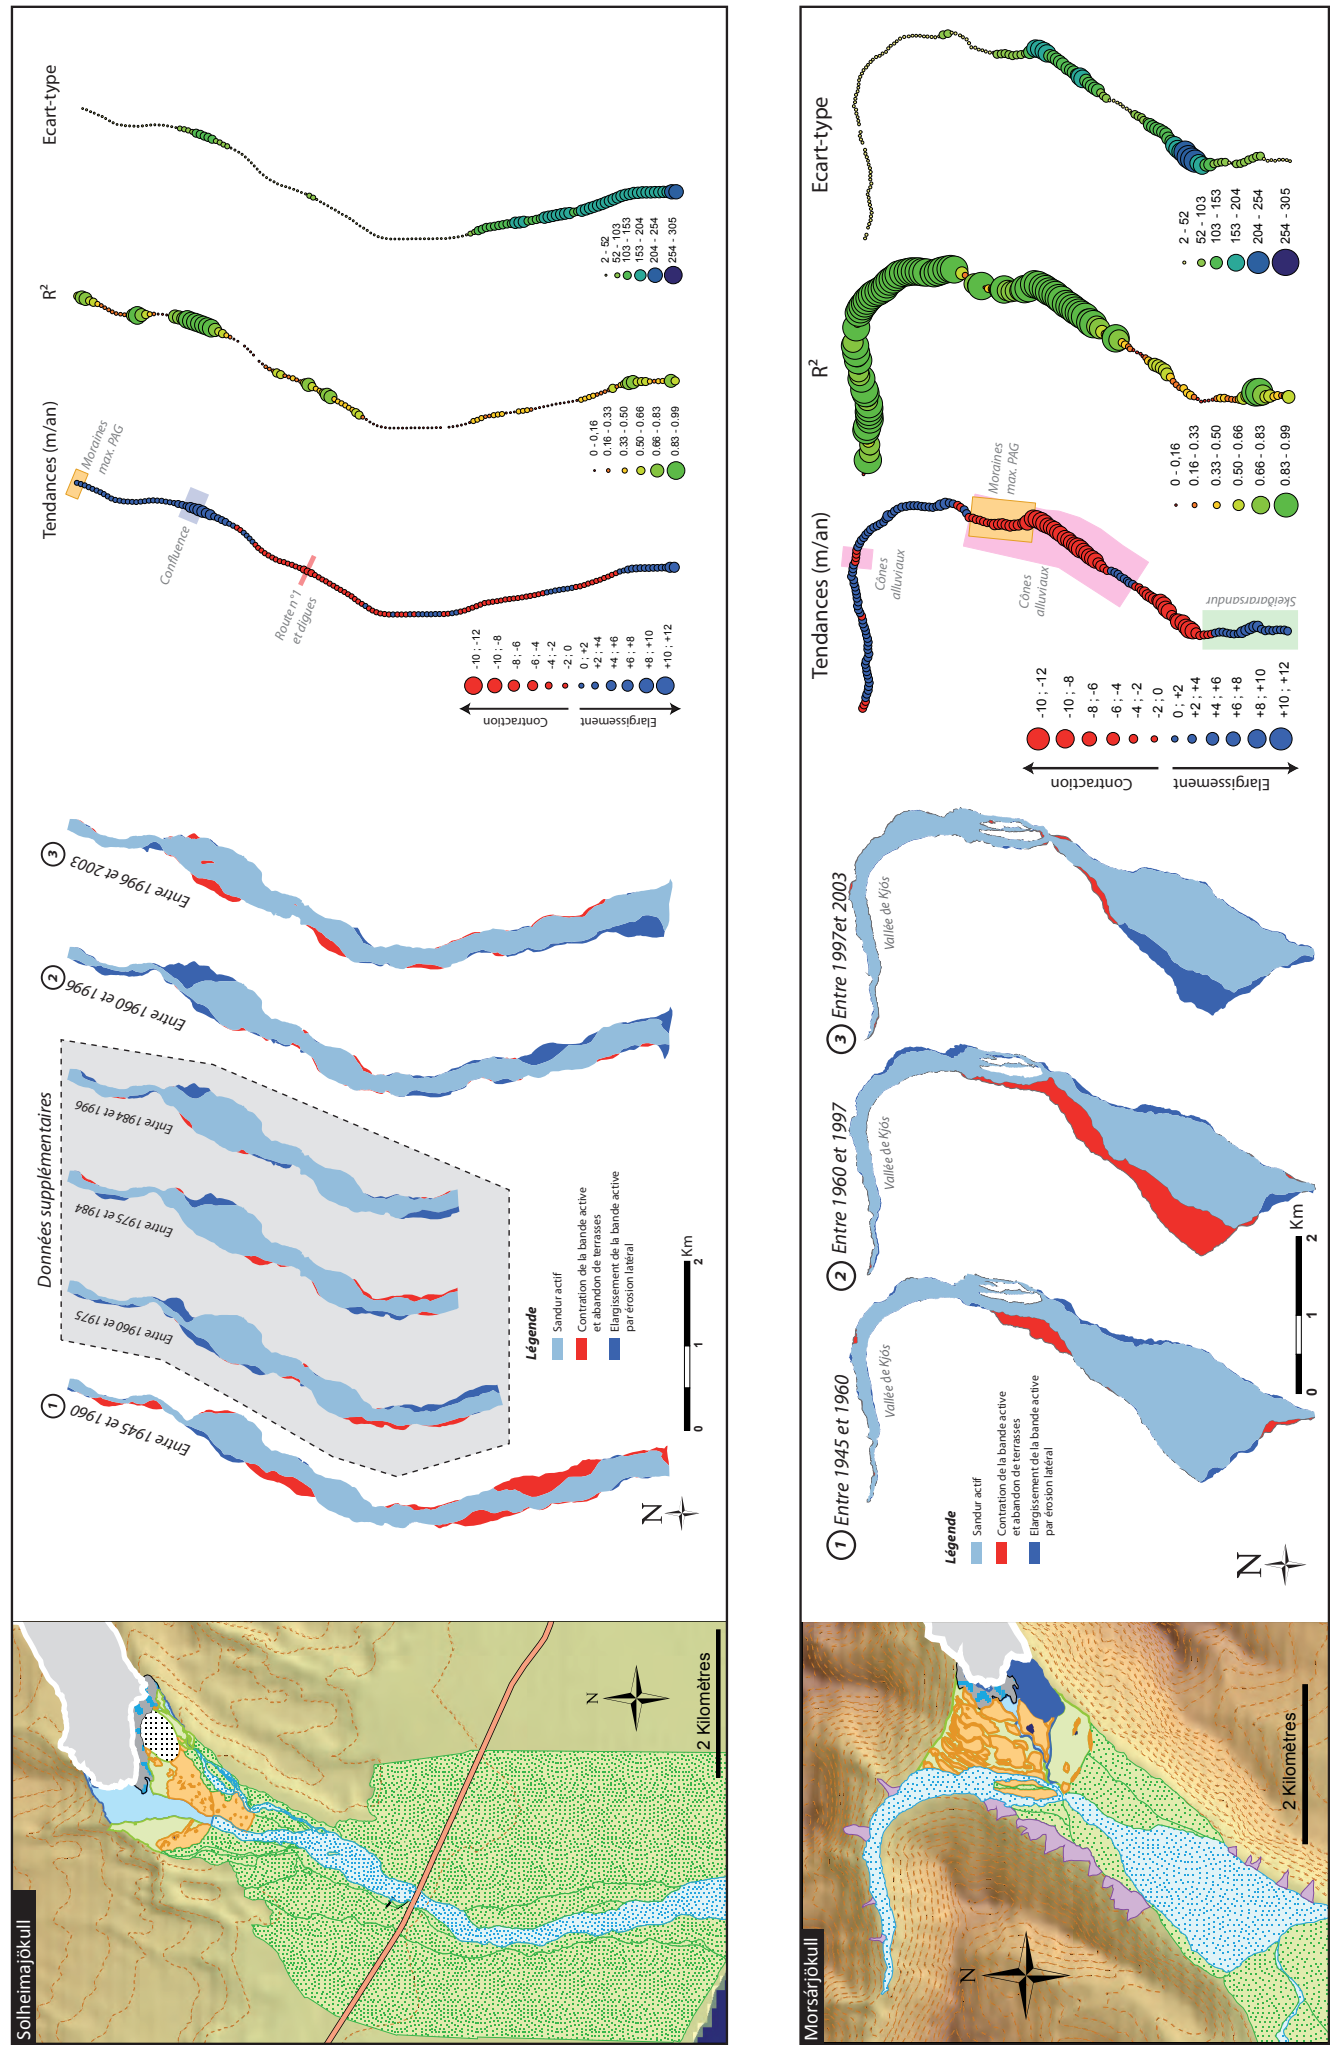 Solheimajökull
N
2 Kilomètres
1 Entre 1945 et 1960
Données supplémentaires
Entre 1960 et 1975
Entre 1975 et 1984
Entre 1984 et 1996
2 Entre 1960 et 1996
3 Entre 1996 et 2003
Légende
Sandur actif
Contration de la bande active
et abandon de terrasses
Elargissement de la bande active
par érosion latéral
N
0 1 2 Km
Tendances (m/an)
Moraines
max. PAG
Confluence
Route n°1
et digues
Contraction
Elargissement
-10 ; -12
-10 ; -8
-8 ; -6
-6 ; -4
-4 ; -2
-2 ; 0
0 ; +2
+2 ; +4
+4 ; +6
+6 ; +8
+8 ; +10
+10 ; +12
R²
0 - 0,16
0.16 - 0.33
0.33 - 0.50
0.50 - 0.66
0.66 - 0.83
0.83 - 0.99
Ecart-type
2 - 52
52 - 103
103 - 153
153 - 204
204 - 254
254 - 305
Morsárjökull
N
2 Kilomètres
1 Entre 1945 et 1960
Vallée de Kjós
2 Entre 1960 et 1997
Vallée de Kjós
3 Entre 1997et 2003
Vallée de Kjós
Légende
Sandur actif
Contration de la bande active
et abandon de terrasses
Elargissement de la bande active
par érosion latéral
N
0 1 2 Km
Tendances (m/an)
Cônes
alluviaux
Moraines
max. PAG
Cônes
alluviaux
Skeiðararsandur
Contraction
Elargissement
-10 ; -12
-10 ; -8
-8 ; -6
-6 ; -4
-4 ; -2
-2 ; 0
0 ; +2
+2 ; +4
+4 ; +6
+6 ; +8
+8 ; +10
+10 ; +12
R²
0 - 0,16
0.16 - 0.33
0.33 - 0.50
0.50 - 0.66
0.66 - 0.83
0.83 - 0.99
Ecart-type
2 - 52
52 - 103
103 - 153
153 - 204
204 - 254
254 - 305